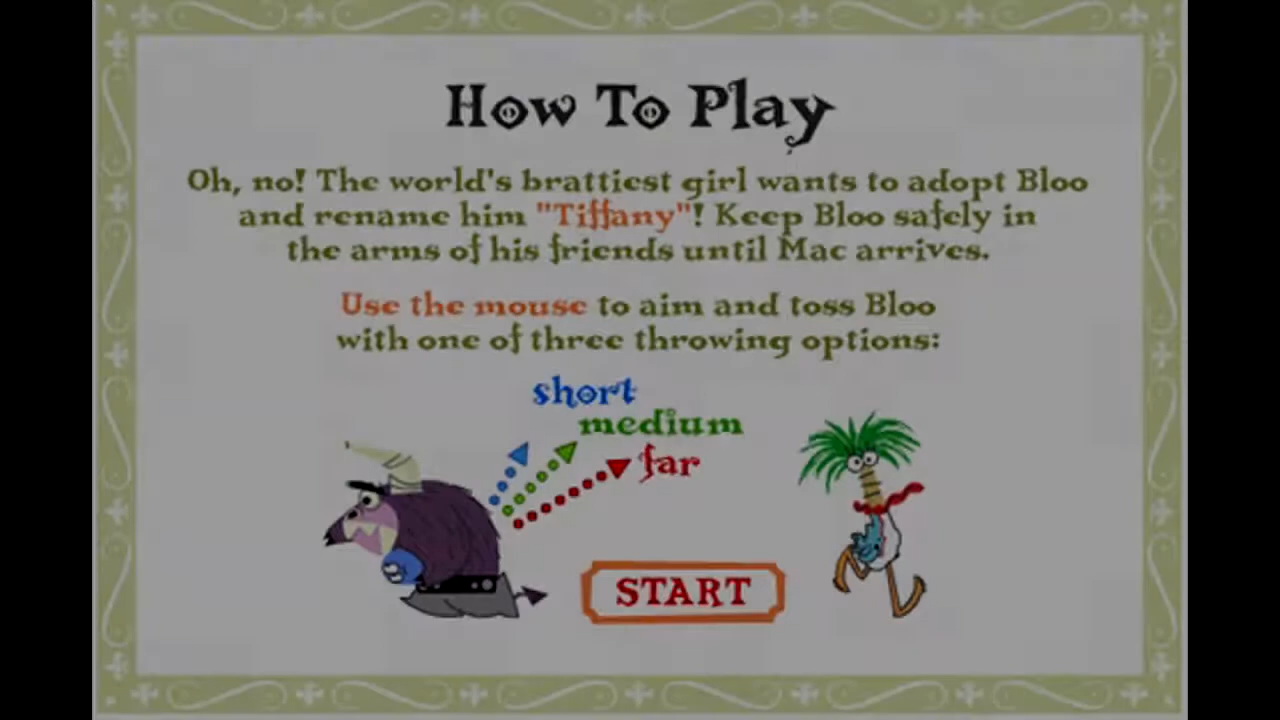 How To Play
Oh, no! The world's brattiest girl wants to adopt Bloo
and rename him "Tiffany"! Keep Bloo safely in
the arms of his friends until Mac arrives.
Use the mouse to aim and toss Bloo
with one of three throwing options:
short
medium
far
START